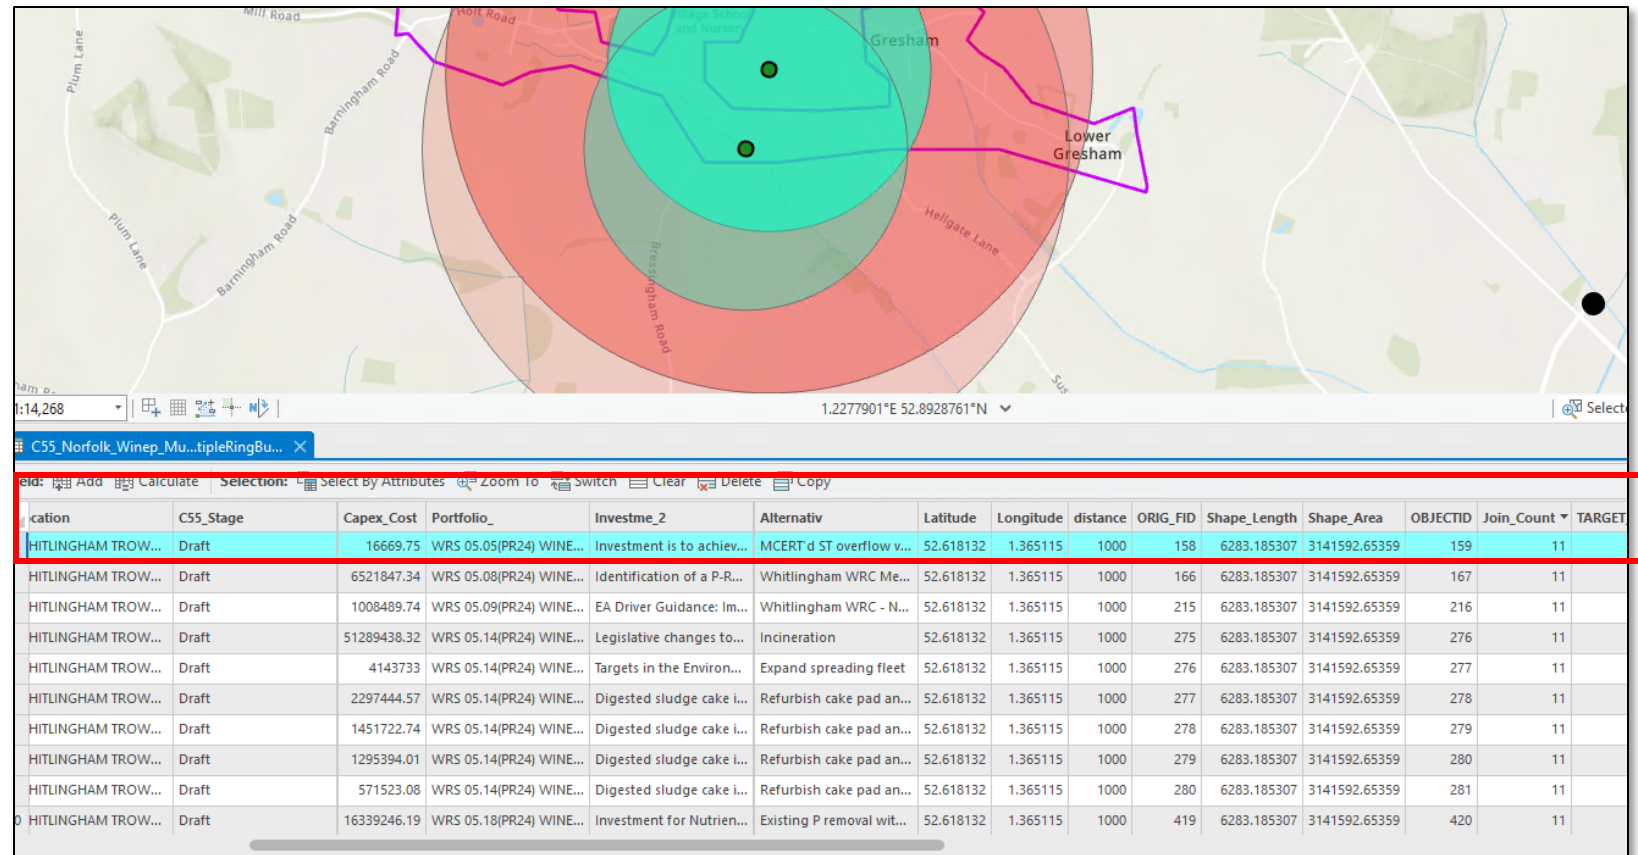 Mill Road
Holt Road
Village School
and Nursery
Gresham
Plum Lane
Barningham Road
Lower
Gresham
Plum Lane
Barningham Road
Hellgate Lane
Bressingham Road
Sus
ham R
1:14,268
1.2277901°E 52.8928761°N
Selecte
C55_Norfolk_Winep_Mu...tipleRingBu...
eld: Add Calculate Selection: Select By Attributes Zoom To Switch Clear Delete Copy
cation C55_Stage Capex_Cost Portfolio_ Investme_2 Alternativ Latitude Longitude distance ORIG_FID Shape_Length Shape_Area OBJECTID Join_Count TARGET_
HITLINGHAM TROW... Draft 16669.75 WRS 05.05(PR24) WINE... Investment is to achiev... MCERT'd ST overflow v... 52.618132 1.365115 1000 158 6283.185307 3141592.65359 159 11
HITLINGHAM TROW... Draft 6521847.34 WRS 05.08(PR24) WINE... Identification of a P-R... Whitlingham WRC Me... 52.618132 1.365115 1000 166 6283.185307 3141592.65359 167 11
HITLINGHAM TROW... Draft 1008489.74 WRS 05.09(PR24) WINE... EA Driver Guidance: Im... Whitlingham WRC - N... 52.618132 1.365115 1000 215 6283.185307 3141592.65359 216 11
HITLINGHAM TROW... Draft 51289438.32 WRS 05.14(PR24) WINE... Legislative changes to... Incineration 52.618132 1.365115 1000 275 6283.185307 3141592.65359 276 11
HITLINGHAM TROW... Draft 4143733 WRS 05.14(PR24) WINE... Targets in the Environ... Expand spreading fleet 52.618132 1.365115 1000 276 6283.185307 3141592.65359 277 11
HITLINGHAM TROW... Draft 2297444.57 WRS 05.14(PR24) WINE... Digested sludge cake i... Refurbish cake pad an... 52.618132 1.365115 1000 277 6283.185307 3141592.65359 278 11
HITLINGHAM TROW... Draft 1451722.74 WRS 05.14(PR24) WINE... Digested sludge cake i... Refurbish cake pad an... 52.618132 1.365115 1000 278 6283.185307 3141592.65359 279 11
HITLINGHAM TROW... Draft 1295394.01 WRS 05.14(PR24) WINE... Digested sludge cake i... Refurbish cake pad an... 52.618132 1.365115 1000 279 6283.185307 3141592.65359 280 11
HITLINGHAM TROW... Draft 571523.08 WRS 05.14(PR24) WINE... Digested sludge cake i... Refurbish cake pad an... 52.618132 1.365115 1000 280 6283.185307 3141592.65359 281 11
0 HITLINGHAM TROW... Draft 16339246.19 WRS 05.18(PR24) WINE... Investment for Nutrien... Existing P removal wit... 52.618132 1.365115 1000 419 6283.185307 3141592.65359 420 11